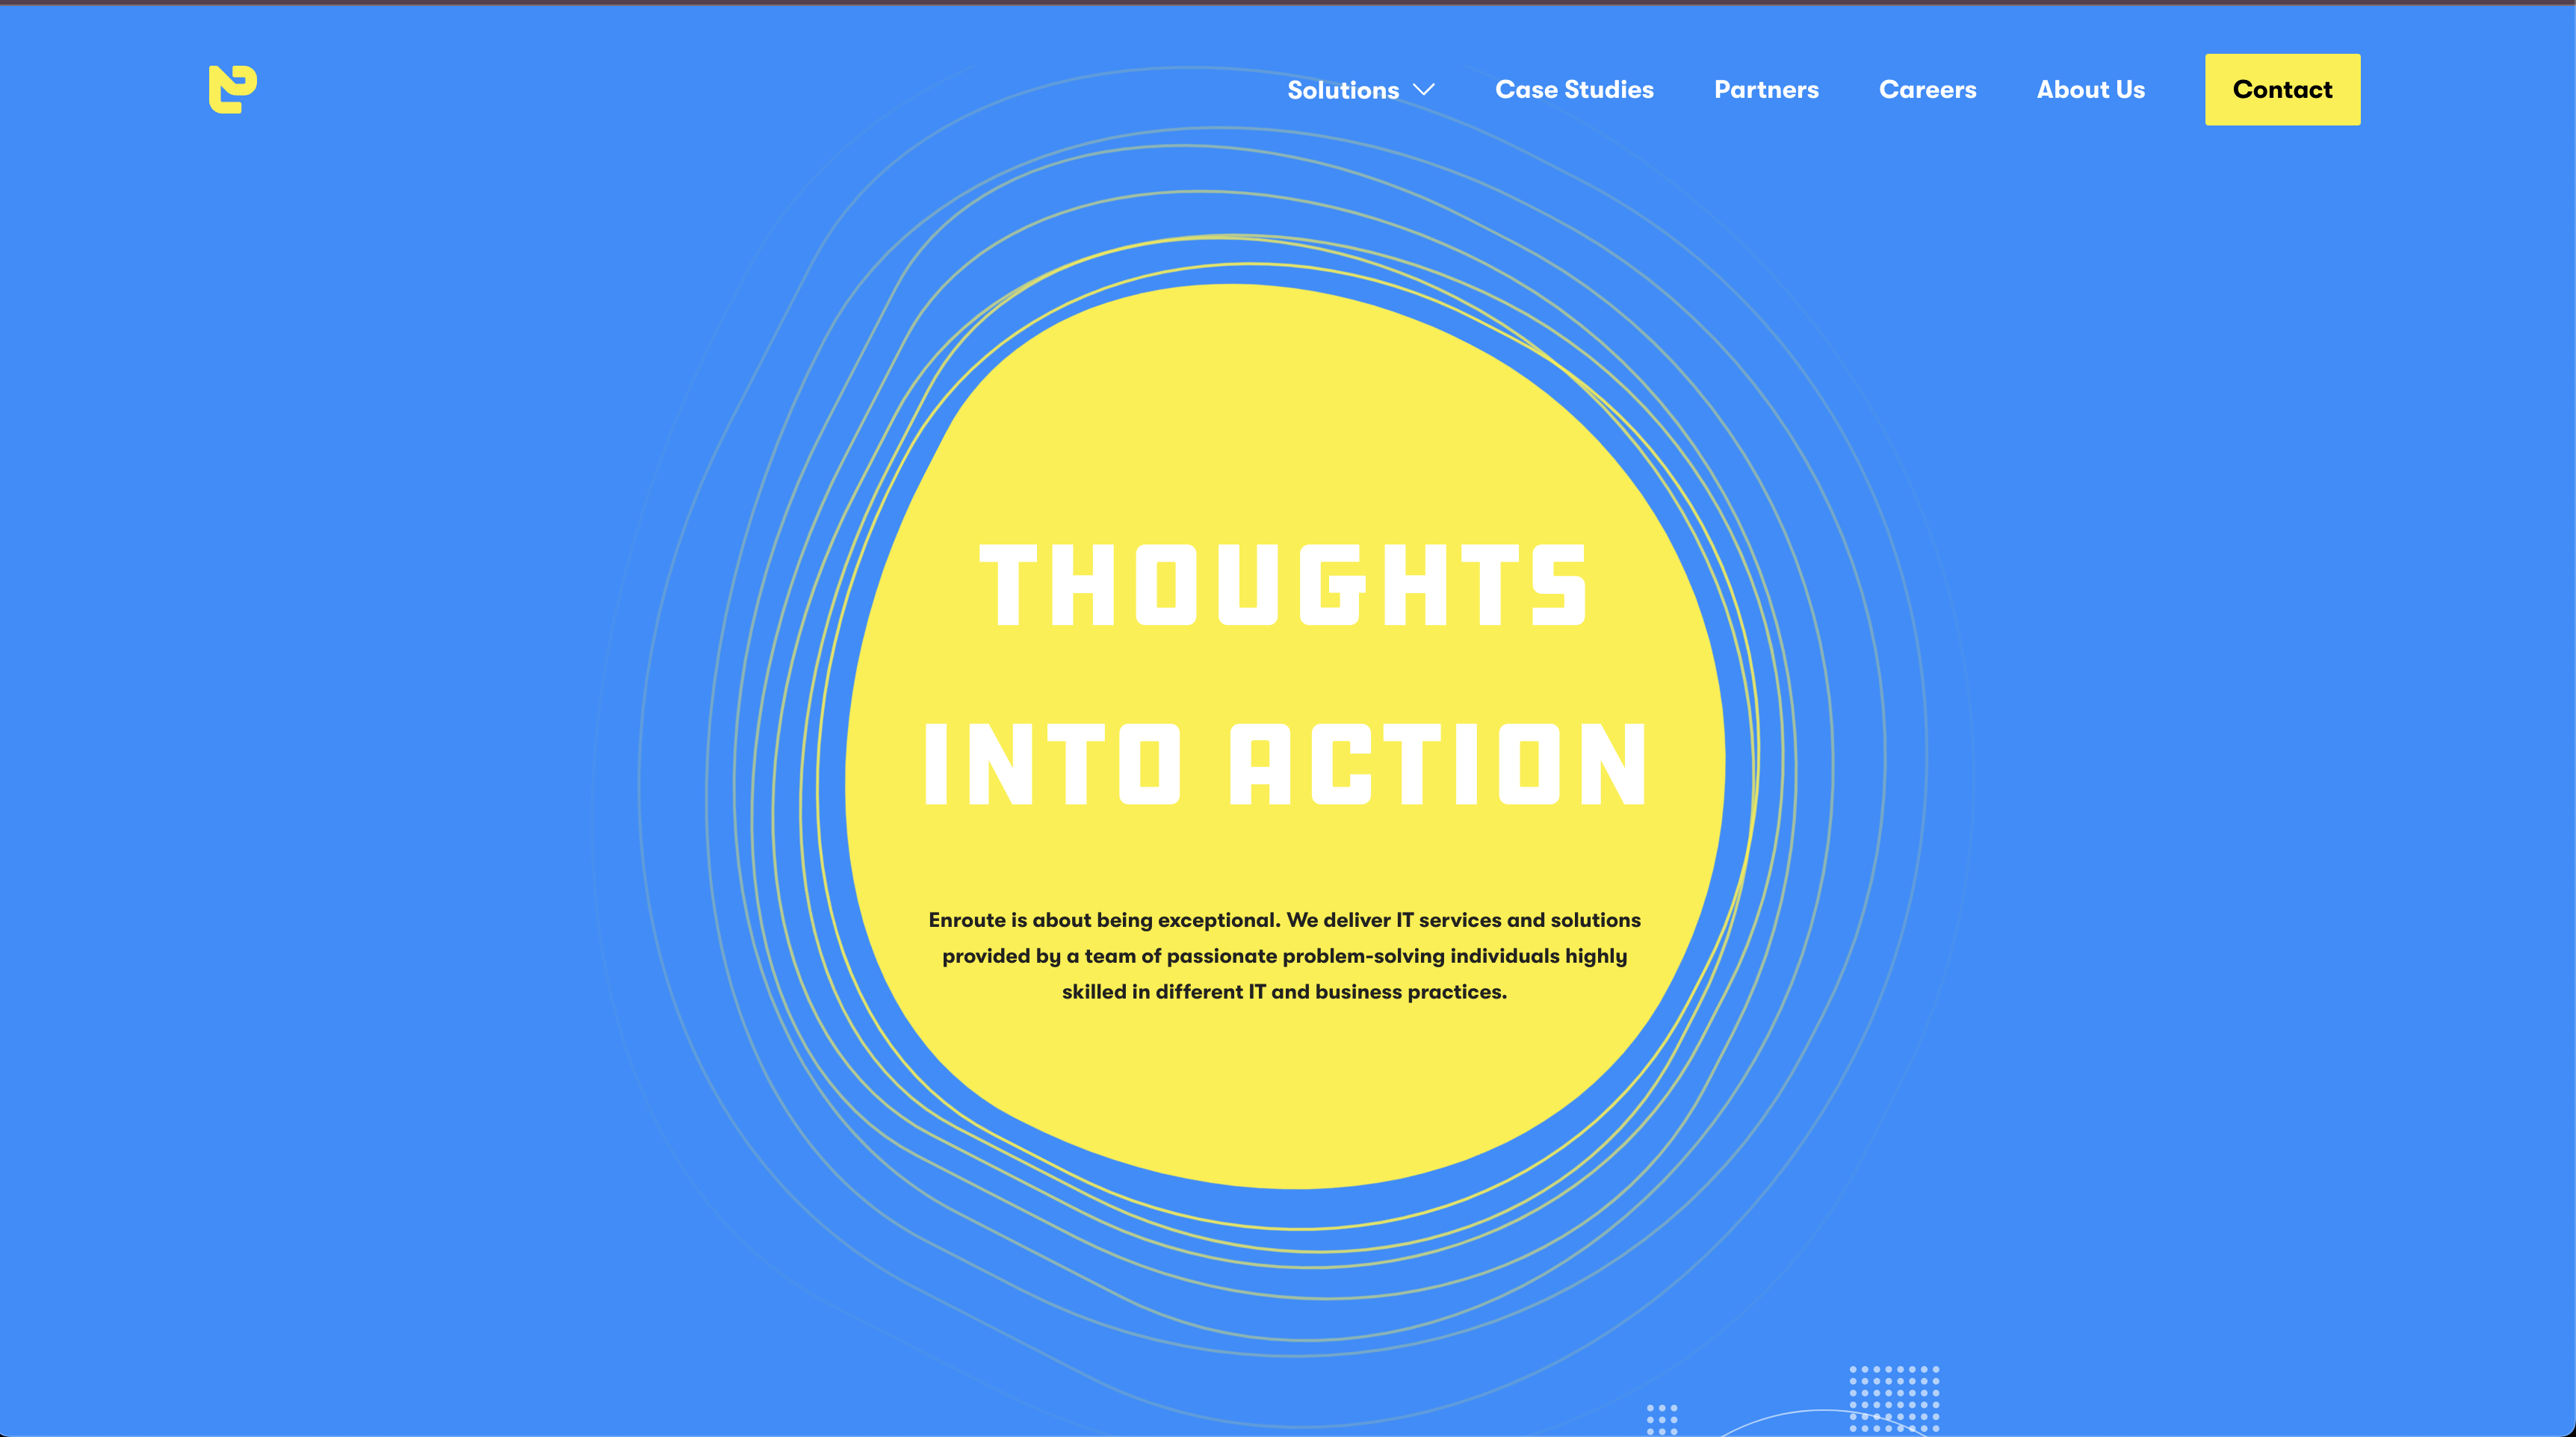 Solutions Case Studies Partners Careers About Us Contact
THOUGHTS
INTO ACTION
Enroute is about being exceptional. We deliver IT services and solutions
provided by a team of passionate problem-solving individuals highly
skilled in different IT and business practices.